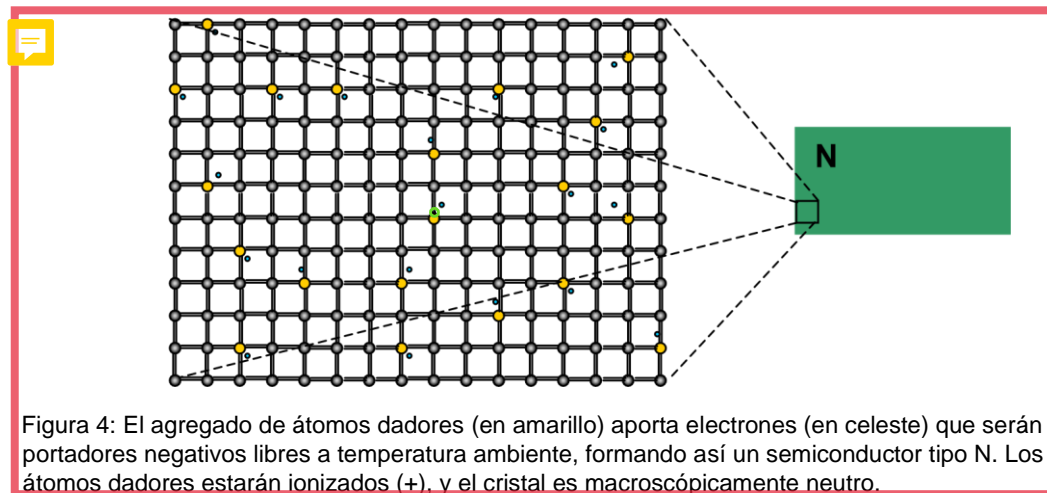 N
Figura 4: El agregado de átomos dadores (en amarillo) aporta electrones (en celeste) que serán
portadores negativos libres a temperatura ambiente, formando así un semiconductor tipo N. Los
átomos dadores estarán ionizados (+), y el cristal es macroscópicamente neutro.